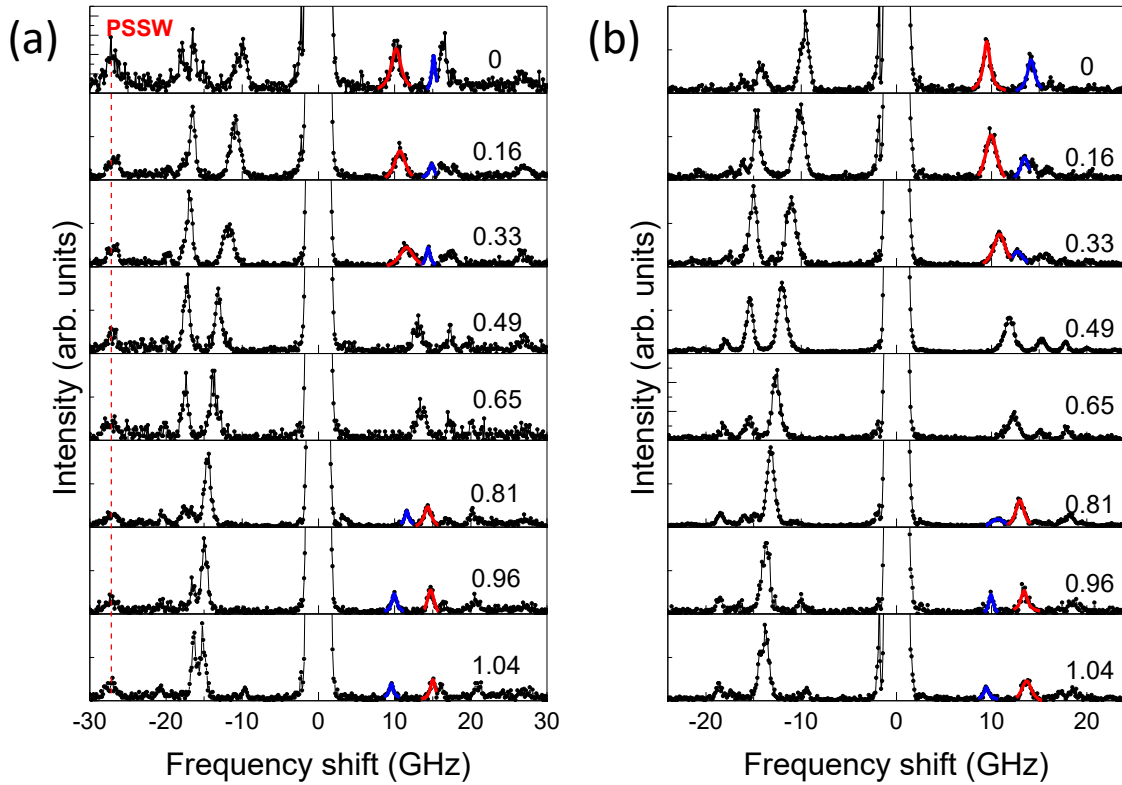 (a)
PSSW
0
0.16
0.33
0.49
0.65
0.81
0.96
1.04
Intensity (arb. units)
-30 -20 -10 0 10 20 30
Frequency shift (GHz)
(b)
0
0.16
0.33
0.49
0.65
0.81
0.96
1.04
Intensity (arb. units)
-20 -10 0 10 20
Frequency shift (GHz)